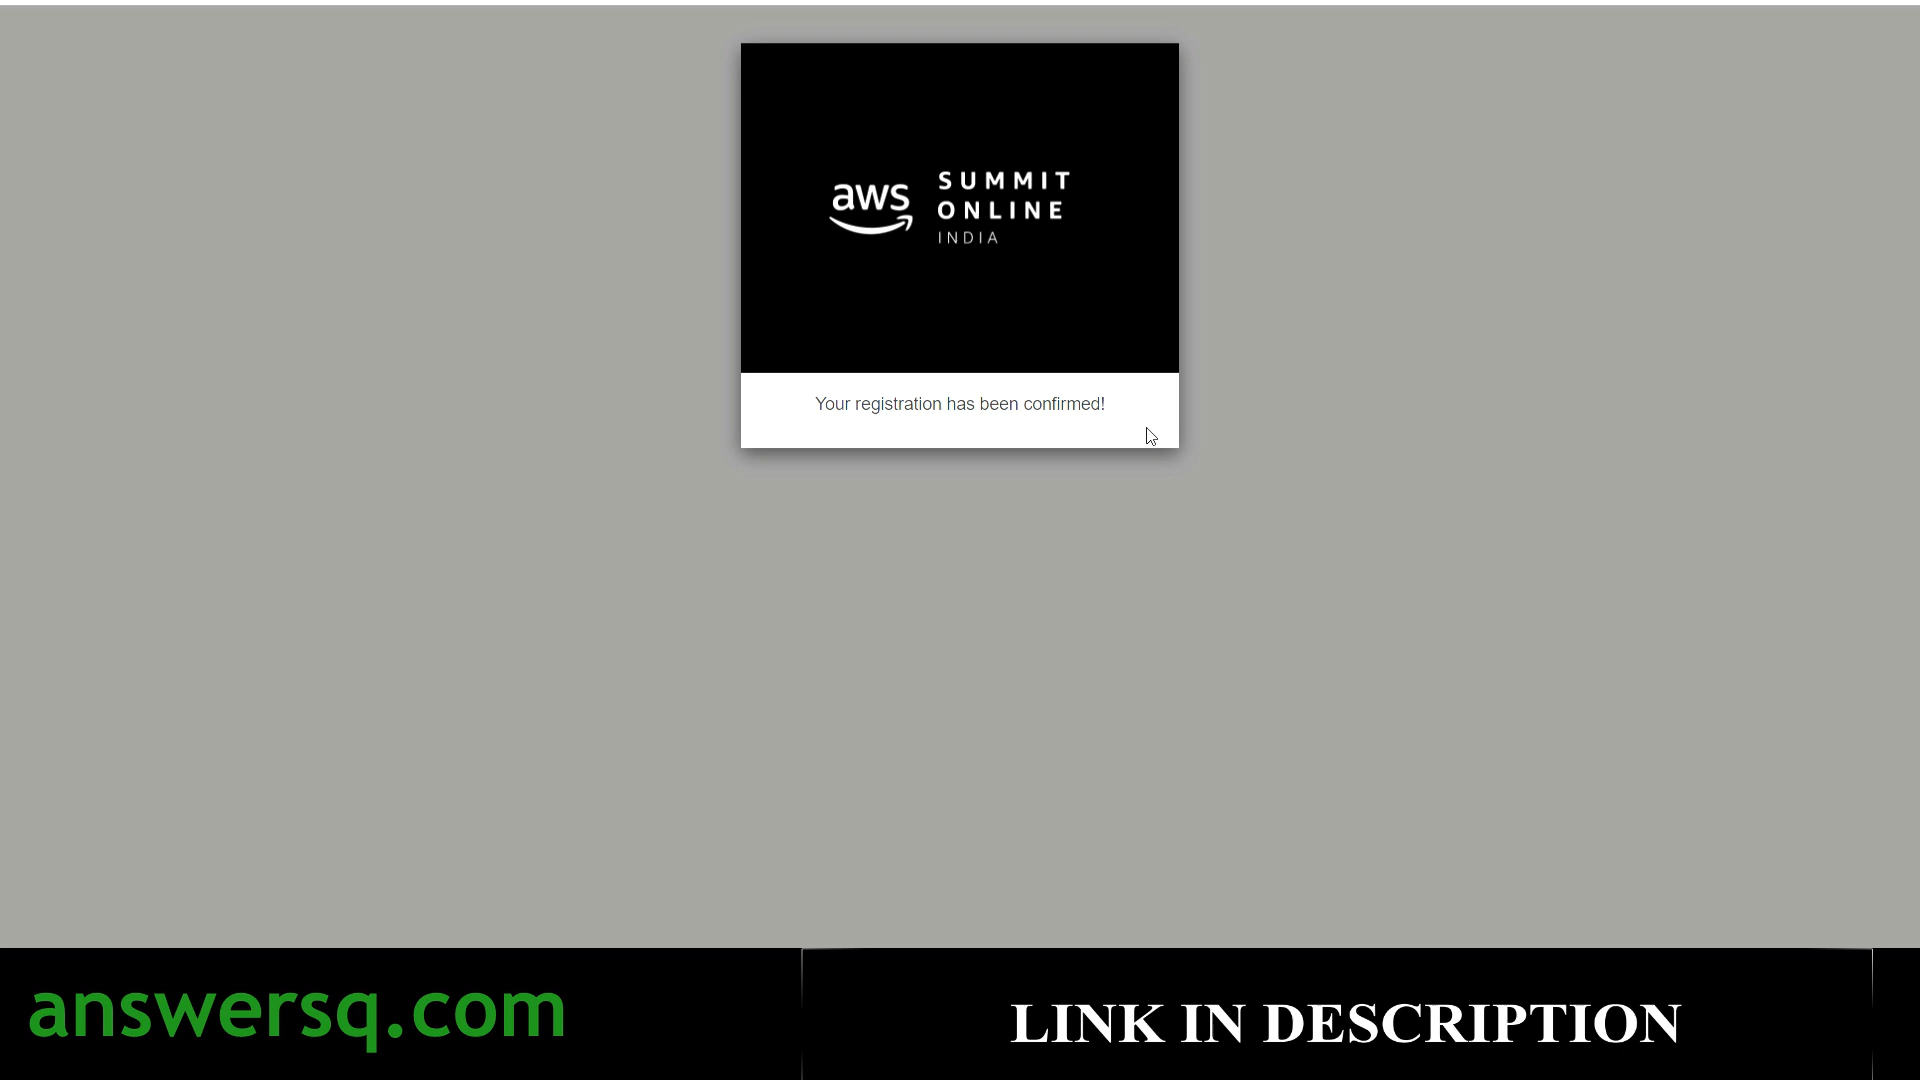 aws
SUMMIT
ONLINE
INDIA
Your registration has been confirmed!
answersq.com
LINK IN DESCRIPTION